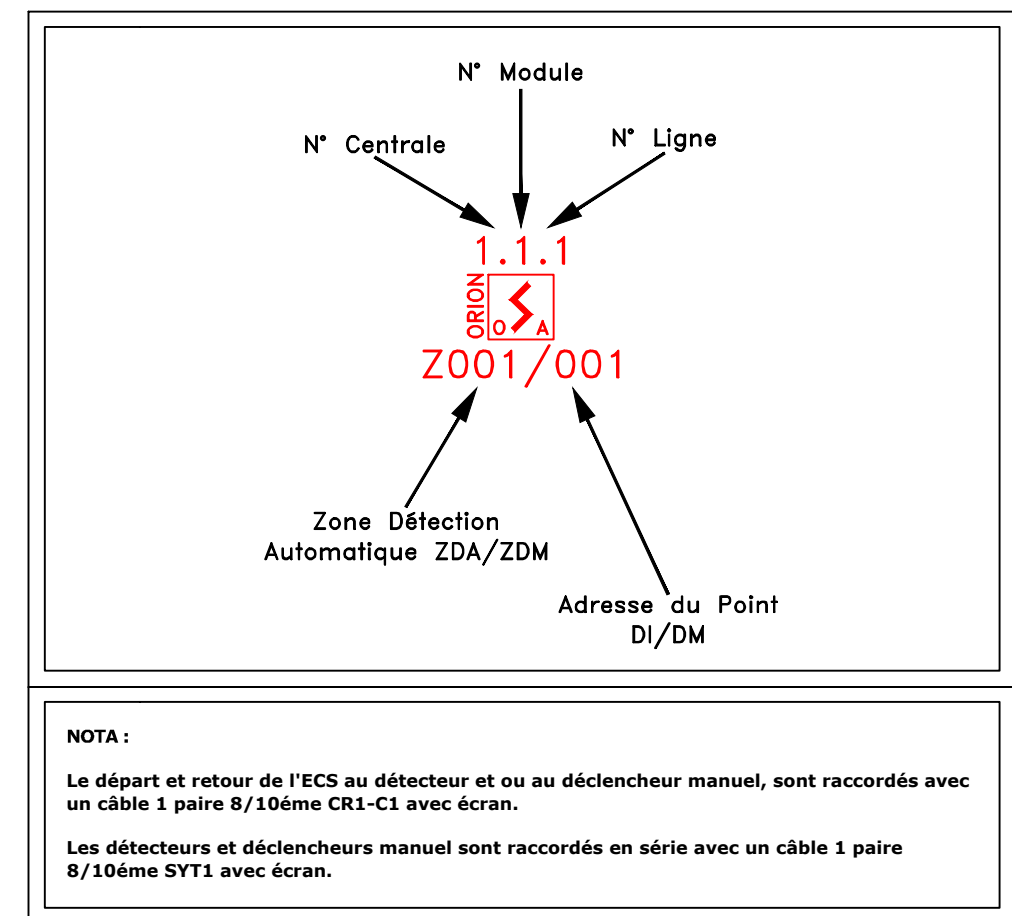 N° Module
N° Centrale
N° Ligne
1.1.1
ORION
O A
Z001/001
Zone Détection
Automatique ZDA/ZDM
Adresse du Point
DI/DM
NOTA :
Le départ et retour de l'ECS au détecteur et ou au déclencheur manuel, sont raccordés avec
un câble 1 paire 8/10éme CR1-C1 avec écran.
Les détecteurs et déclencheurs manuel sont raccordés en série avec un câble 1 paire
8/10éme SYT1 avec écran.